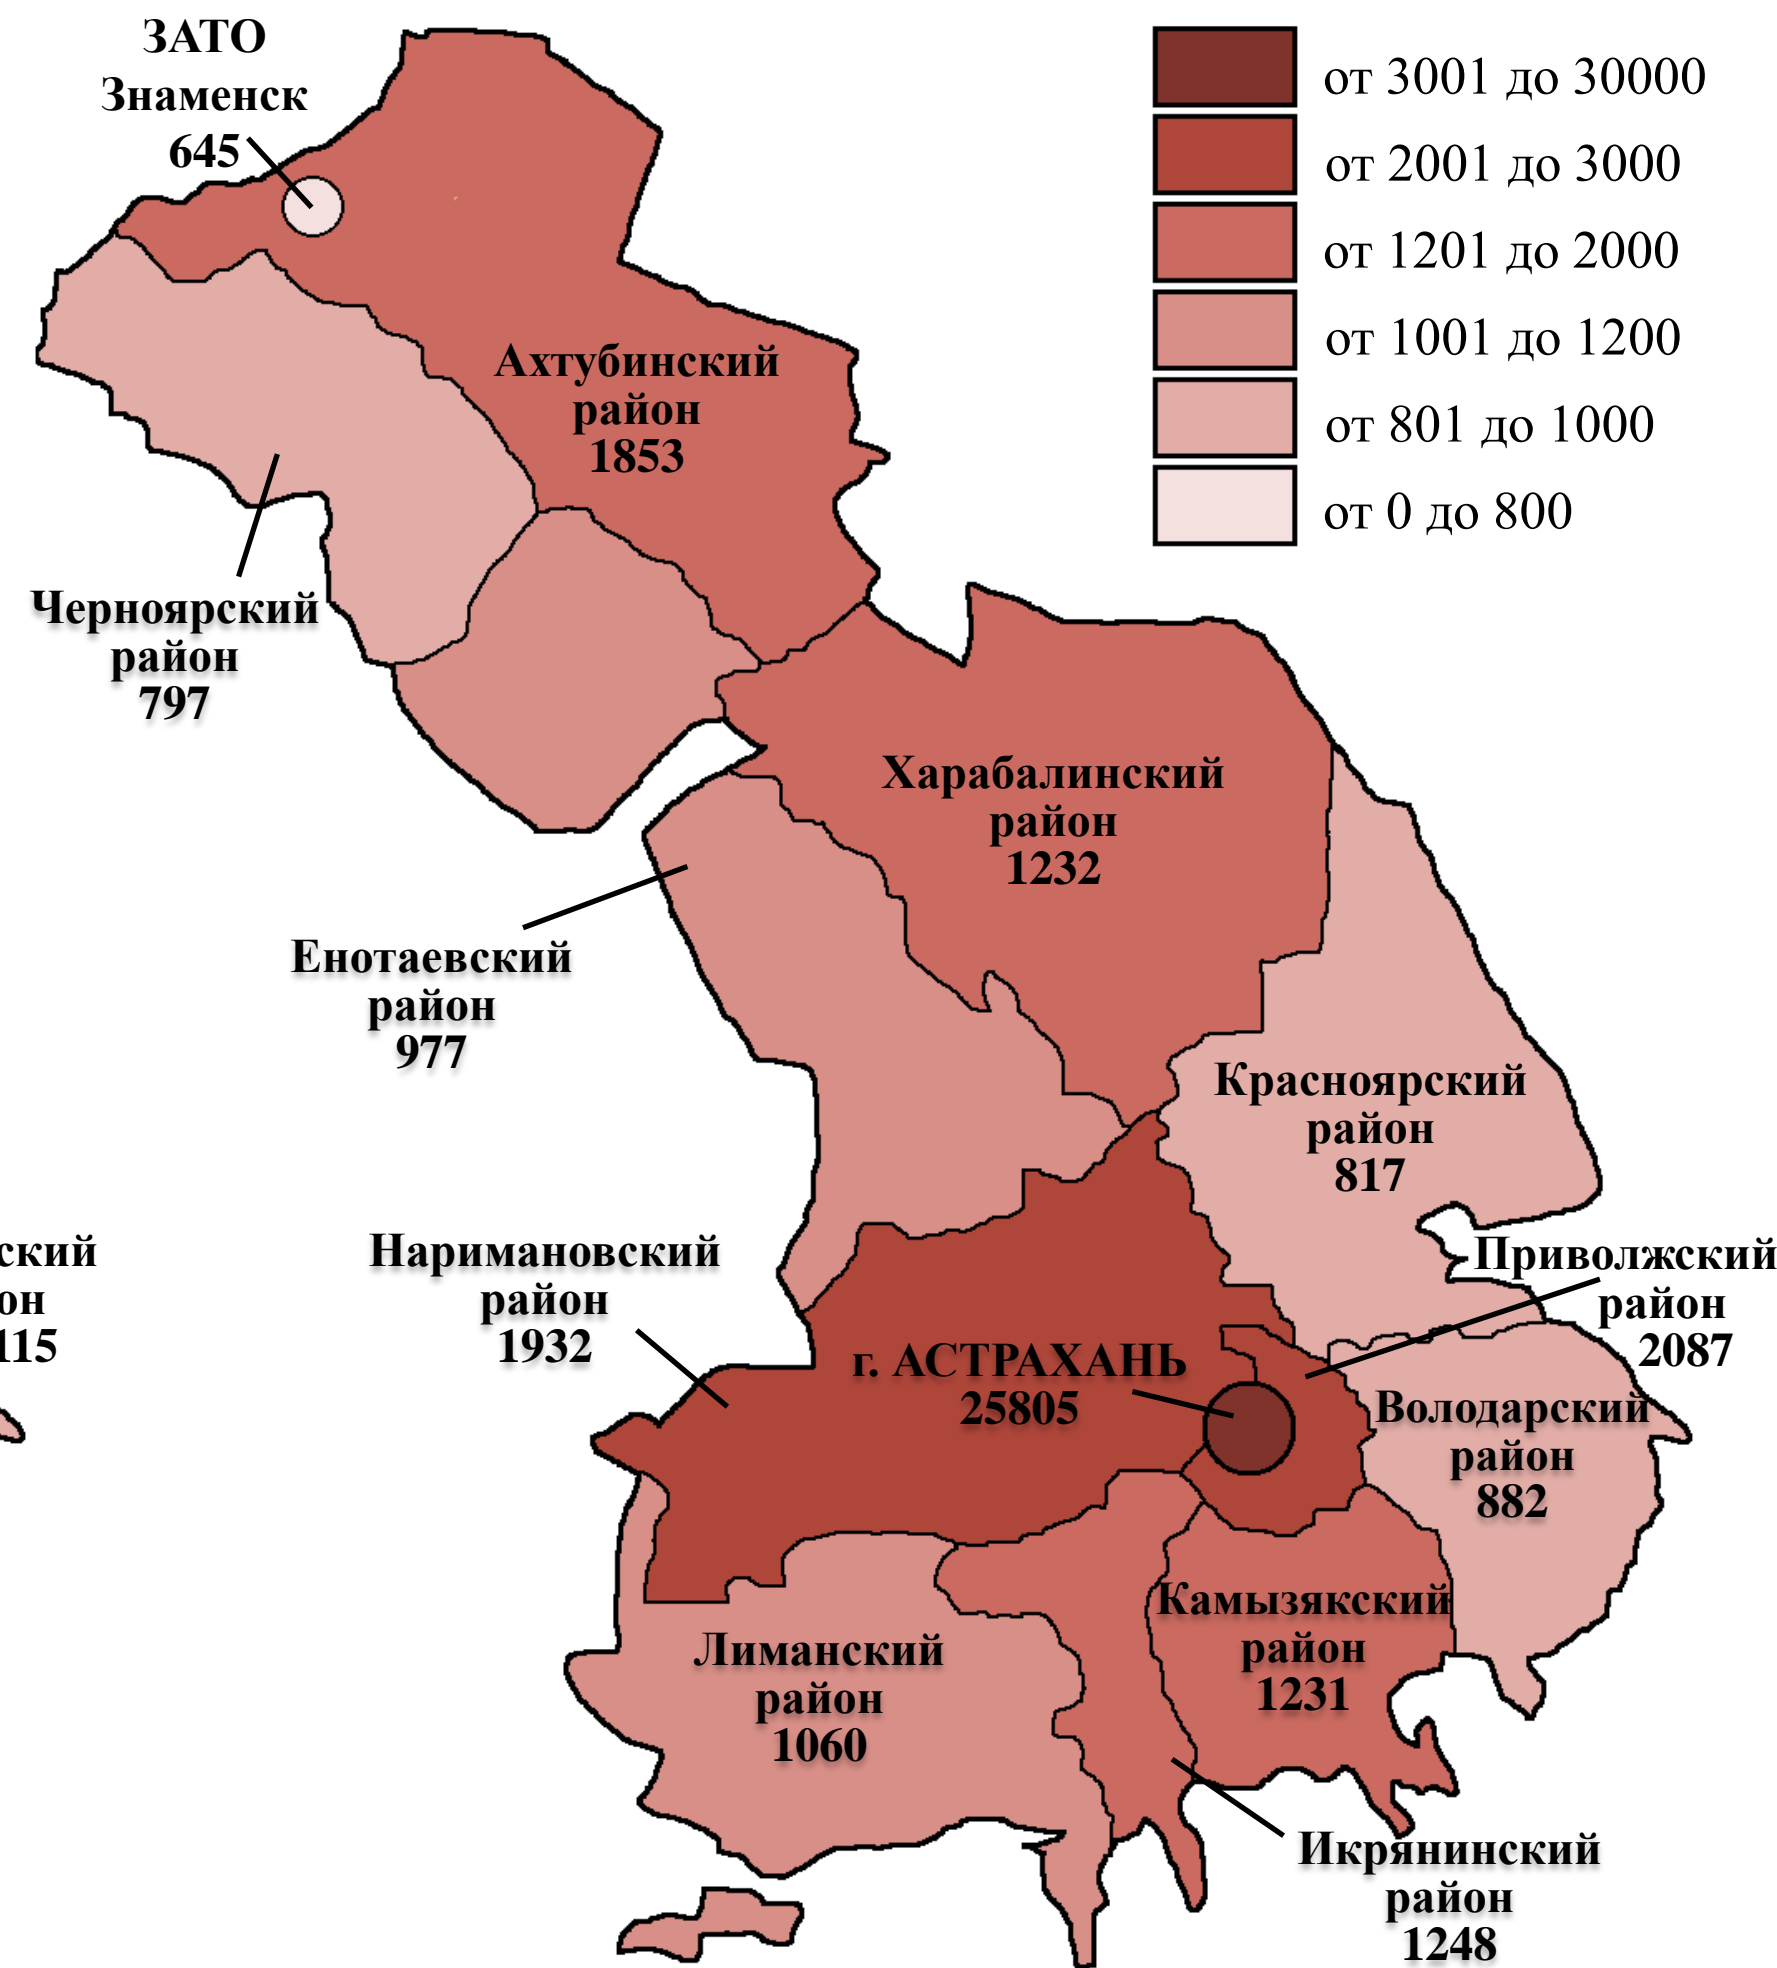 ЗАТО
Знаменск
645
от 3001 до 30000
от 2001 до 3000
от 1201 до 2000
от 1001 до 1200
от 801 до 1000
от 0 до 800
Ахтубинский
район
1853
Черноярский
район
797
Харабалинский
район
1232
Енотаевский
район
977
Красноярский
район
817
ский
он
115
Наримановский
район
1932
Приволжский
район
2087
г. АСТРАХАНЬ
25805
Володарский
район
882
Камызякский
район
1231
Лиманский
район
1060
Икрянинский
район
1248